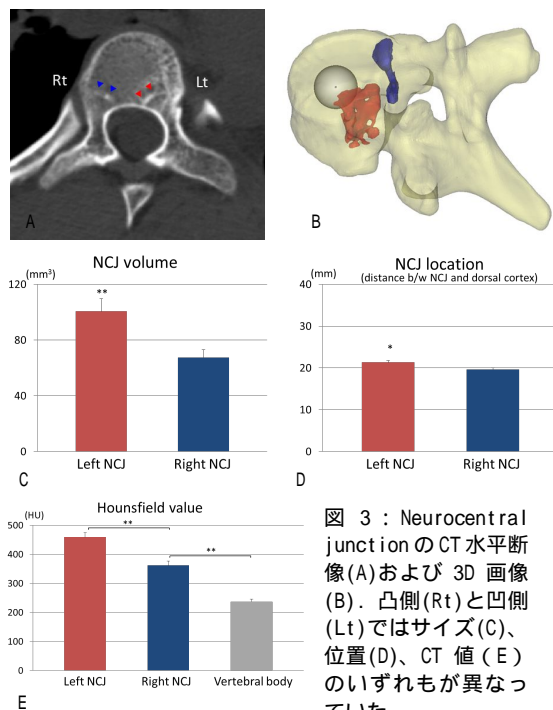 Rt
Lt
A
B
NCJ volume
(mm³)
120
80
40
0
**
Left NCJ
Right NCJ
C
NCJ location
(distance b/w NCJ and dorsal cortex)
(mm)
40
30
20
10
0
*
Left NCJ
Right NCJ
D
Hounsfield value
(HU)
500
400
300
200
100
0
**
**
Left NCJ
Right NCJ
Vertebral body
E
図 3 : Neurocentral
junctionのCT水平断
像(A)および 3D 画像
(B). 凸側(Rt)と凹側
(Lt)ではサイズ(C)、
位置(D)、CT 値（E）
のいずれもが異なっ
ていた